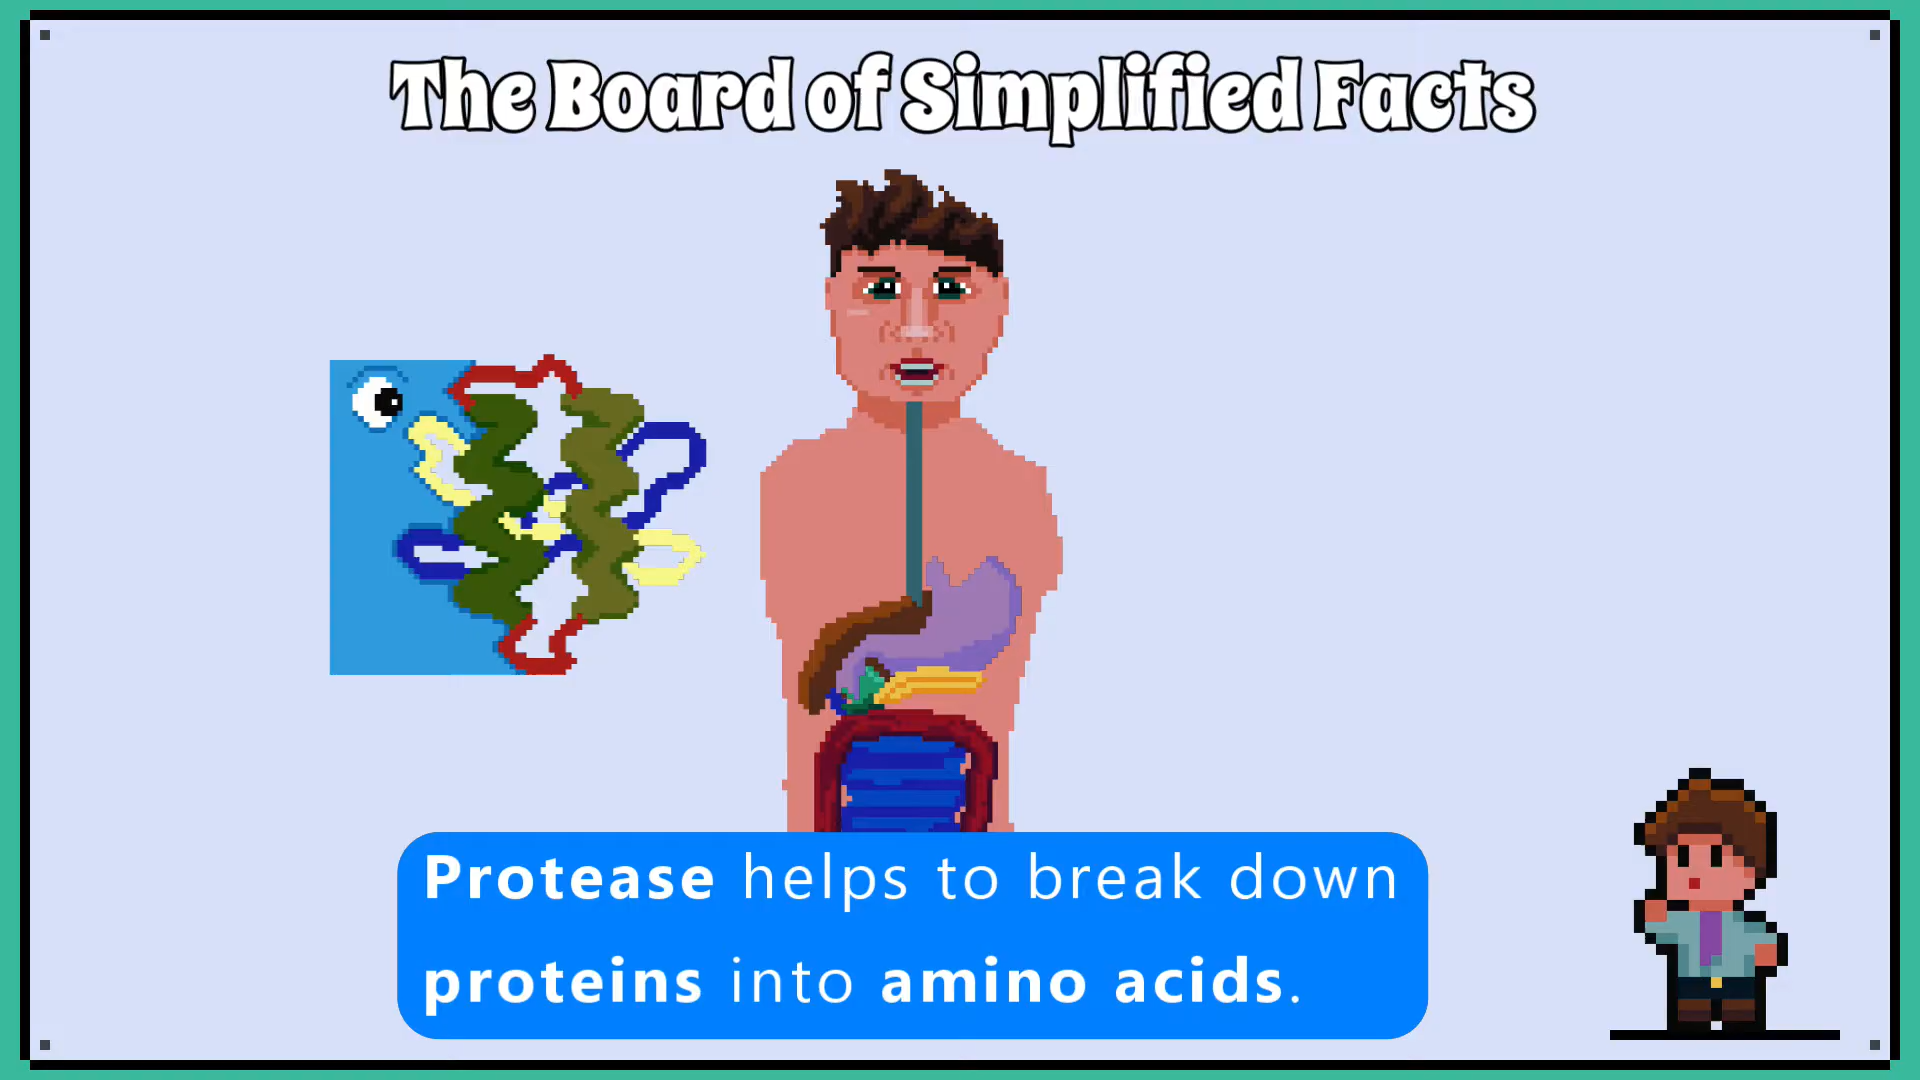 The Board of Simplified Facts
Protease helps to break down
proteins into amino acids.